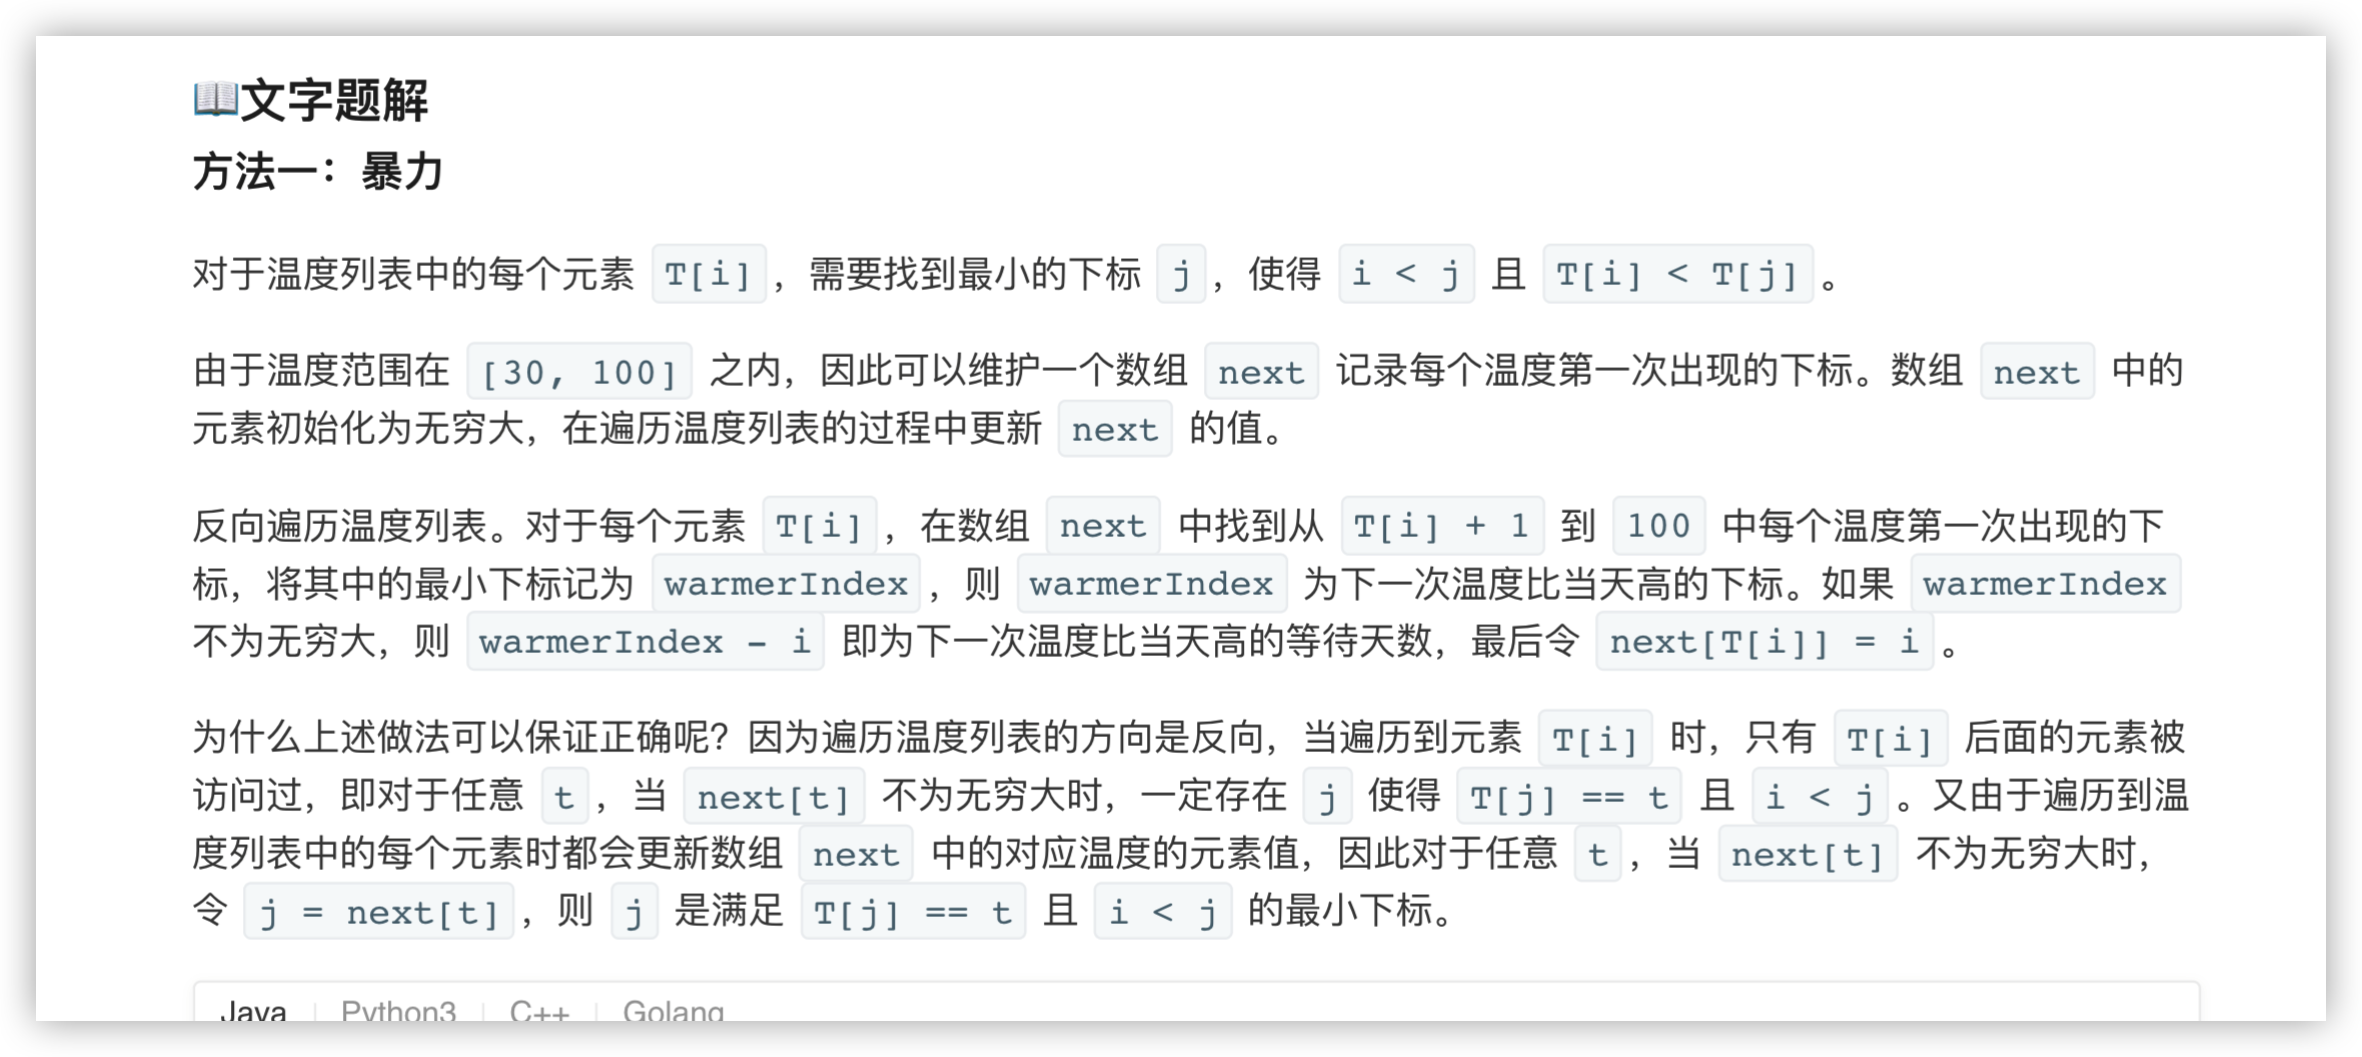 📖文字题解
方法一：暴力
对于温度列表中的每个元素 T[i]，需要找到最小的下标 j，使得 i < j 且 T[i] < T[j]。
由于温度范围在 [30, 100] 之内，因此可以维护一个数组 next 记录每个温度第一次出现的下标。数组 next 中的
元素初始化为无穷大，在遍历温度列表的过程中更新 next 的值。
反向遍历温度列表。对于每个元素 T[i]，在数组 next 中找到从 T[i] + 1 到 100 中每个温度第一次出现的下
标，将其中的最小下标记为 warmerIndex，则 warmerIndex 为下一次温度比当天高的下标。如果 warmerIndex
不为无穷大，则 warmerIndex - i 即为下一次温度比当天高的等待天数，最后令 next[T[i]] = i。
为什么上述做法可以保证正确呢？因为遍历温度列表的方向是反向，当遍历到元素 T[i] 时，只有 T[i] 后面的元素被
访问过，即对于任意 t，当 next[t] 不为无穷大时，一定存在 j 使得 T[j] == t 且 i < j。又由于遍历到温
度列表中的每个元素时都会更新数组 next 中的对应温度的元素值，因此对于任意 t，当 next[t] 不为无穷大时，
令 j = next[t]，则 j 是满足 T[j] == t 且 i < j 的最小下标。
Java Python3 C++ Golang